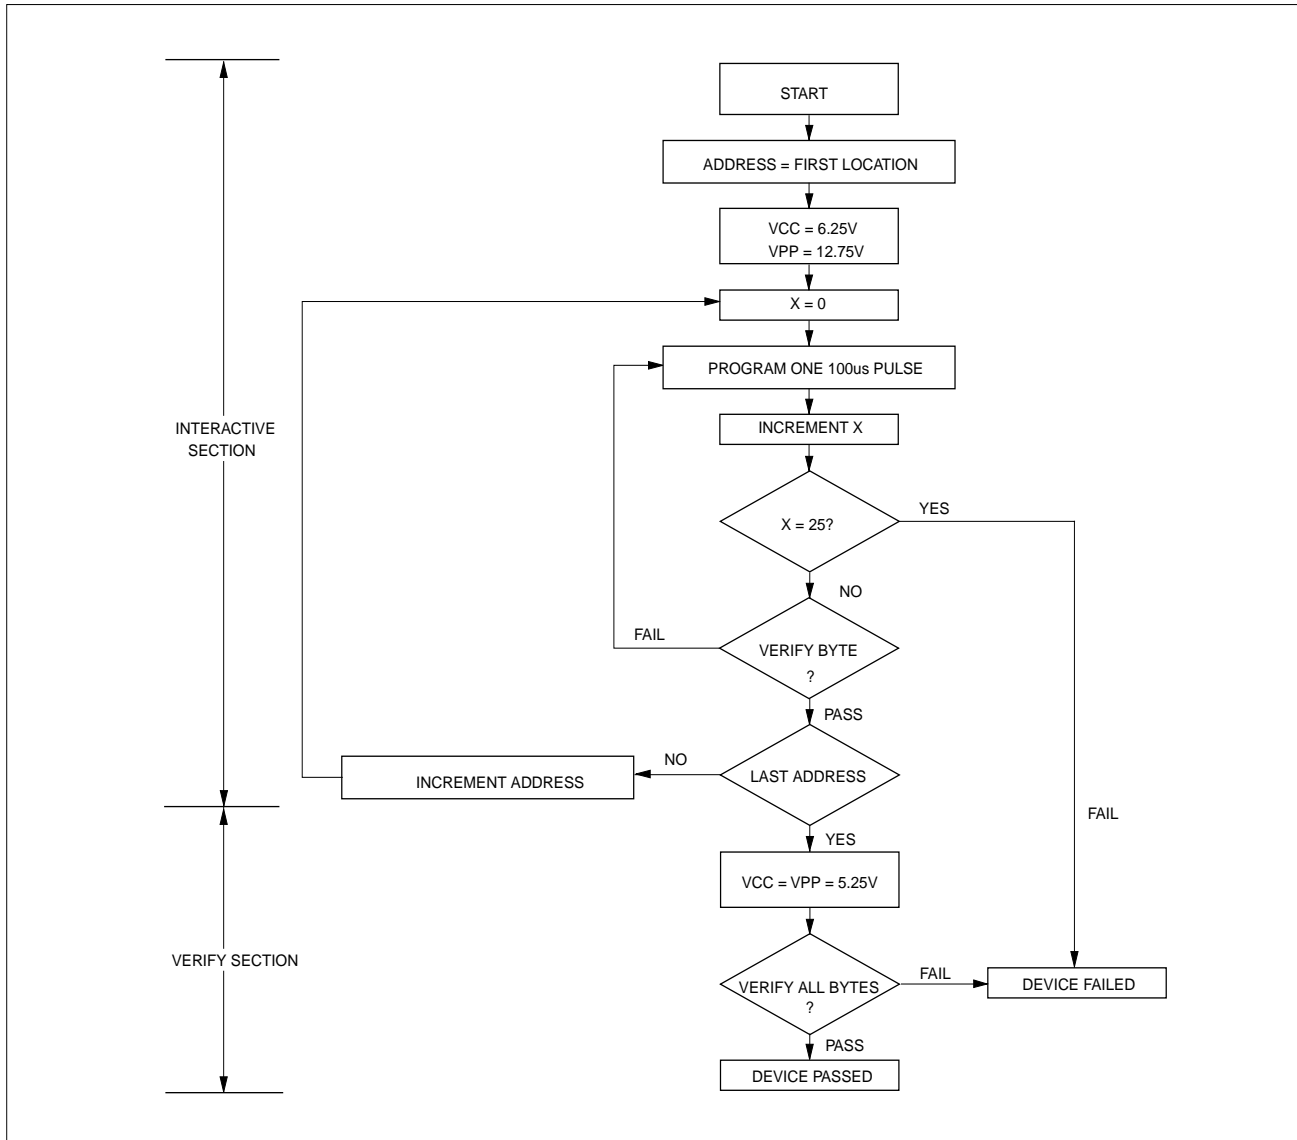 START
ADDRESS = FIRST LOCATION
VCC = 6.25V
VPP = 12.75V
X = 0
PROGRAM ONE 100us PULSE
INCREMENT X
INTERACTIVE
SECTION
X = 25?
YES
NO
FAIL
VERIFY BYTE
?
PASS
NO
LAST ADDRESS
INCREMENT ADDRESS
FAIL
YES
VCC = VPP = 5.25V
VERIFY SECTION
VERIFY ALL BYTES
?
FAIL
DEVICE FAILED
PASS
DEVICE PASSED